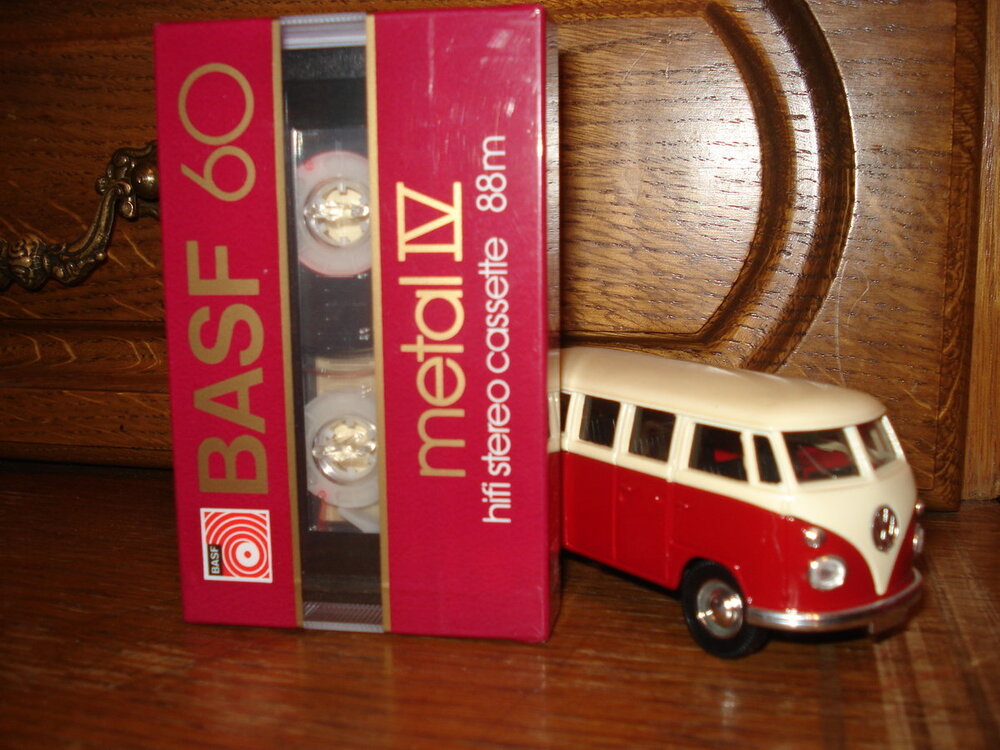 BASF 60
BASF
metal IV
hifi stereo cassette 88m